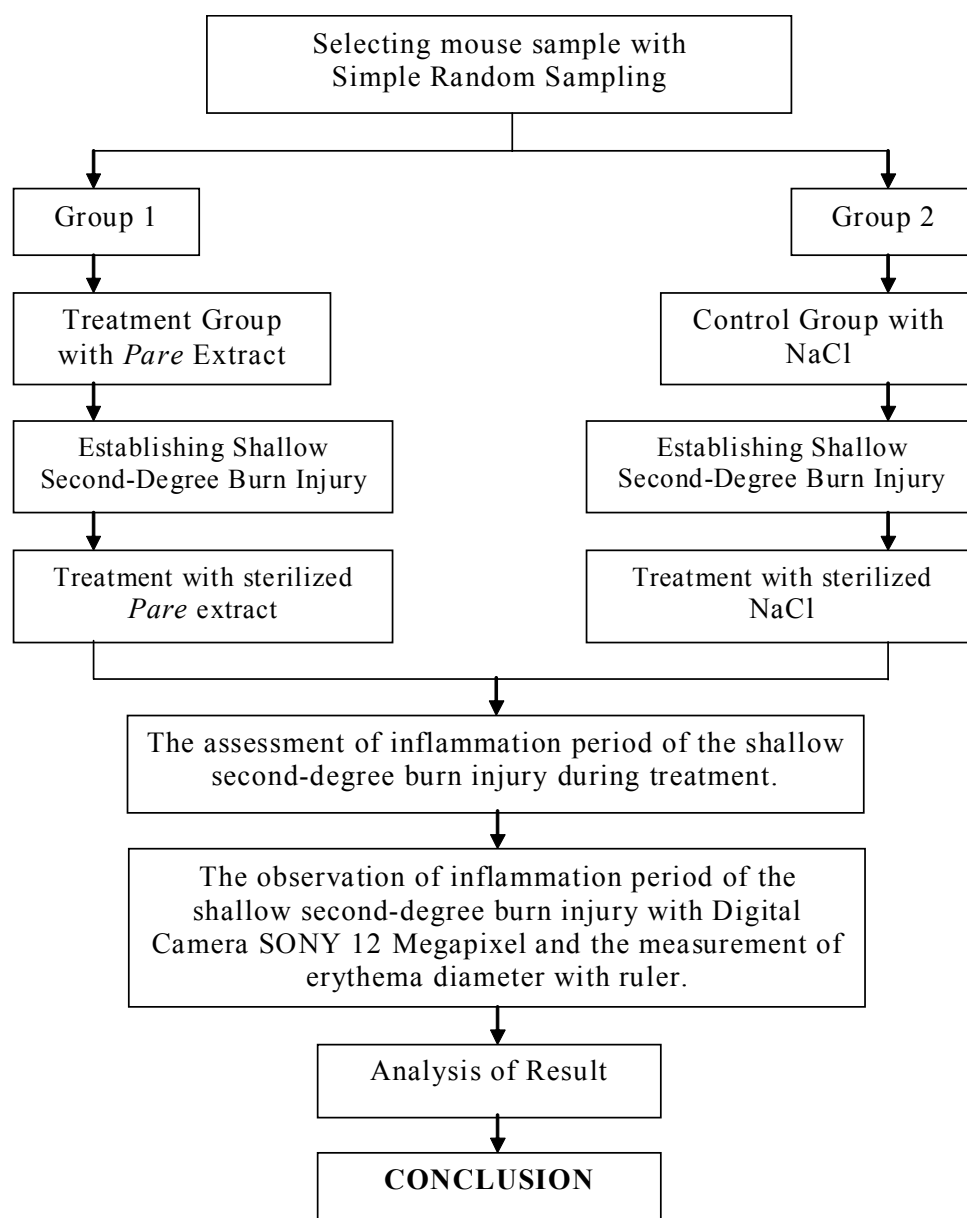 Selecting mouse sample with
Simple Random Sampling
Group 1
Group 2
Treatment Group
with Pare Extract
Control Group with
NaCl
Establishing Shallow
Second-Degree Burn Injury
Establishing Shallow
Second-Degree Burn Injury
Treatment with sterilized
Pare extract
Treatment with sterilized
NaCl
The assessment of inflammation period of the shallow
second-degree burn injury during treatment.
The observation of inflammation period of the
shallow second-degree burn injury with Digital
Camera SONY 12 Megapixel and the measurement of
erythema diameter with ruler.
Analysis of Result
CONCLUSION